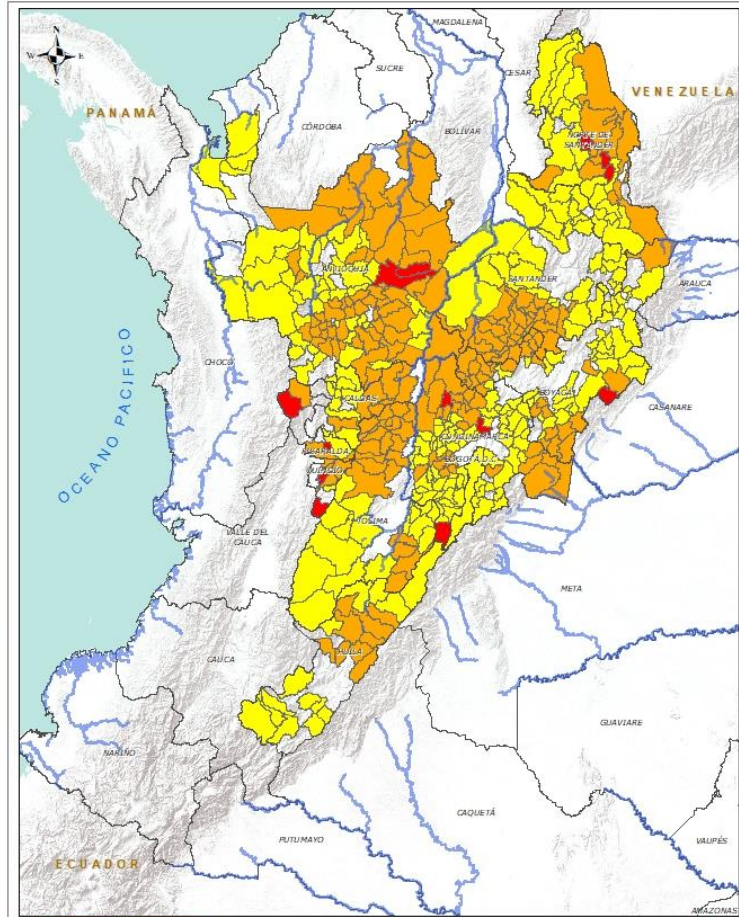 MAGDALENA
N
W E
S
SUCRE
CESAR
VENEZUELA
PANAMÁ
CÓRDOBA
BOLÍVAR
NORTE DE
SANTANDER
ANTIOQUIA
SANTANDER
ARAUCA
CHOCÓ
OCEANO PACIFICO
CALDAS
BOYACÁ
CASANARE
CUNDINAMARCA
RISARALDA
BOGOTÁ D.C.
QUINDÍO
TOLIMA
VALLE DEL
CAUCA
META
HUILA
CAUCA
GUAVIARE
NARIÑO
CAQUETÁ
PUTUMAYO
VAUPÉS
ECUADOR
AMAZONAS